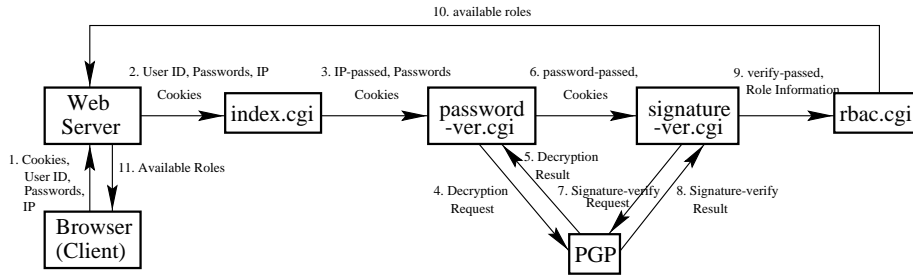 10. available roles
2. User ID, Passwords, IP
Cookies
3. IP-passed, Passwords
Cookies
6. password-passed,
Cookies
9. verify-passed,
Role Information
Web
Server
index.cgi
password
-ver.cgi
signature
-ver.cgi
rbac.cgi
1. Cookies,
User ID,
Passwords,
IP
11. Available Roles
5. Decryption
Result
4. Decryption
Request
7. Signature-verify
Request
8. Signature-verify
Result
Browser
(Client)
PGP